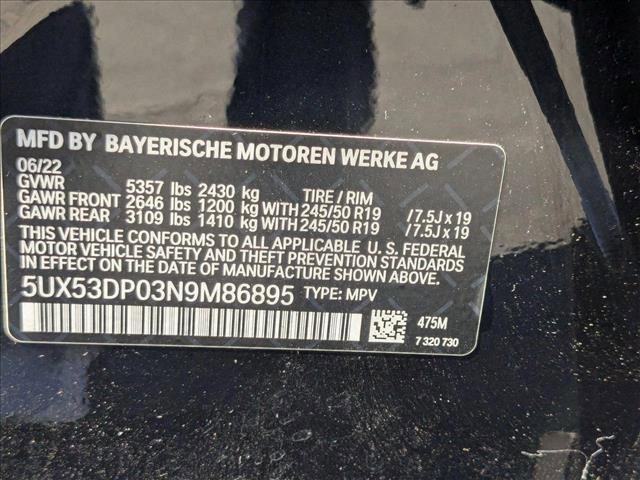 MFD BY BAYERISCHE MOTOREN WERKE AG
06/22
GVWR 5357 lbs 2430 kg TIRE / RIM
GAWR FRONT 2646 lbs 1200 kg WITH 245/50 R19 /7.5J x 19
GAWR REAR 3109 lbs 1410 kg WITH 245/50 R19 /7.5J x 19
THIS VEHICLE CONFORMS TO ALL APPLICABLE U. S. FEDERAL
MOTOR VEHICLE SAFETY AND THEFT PREVENTION STANDARDS
IN EFFECT ON THE DATE OF MANUFACTURE SHOWN ABOVE.
5UX53DP03N9M86895 TYPE: MPV
475M
7 320 730